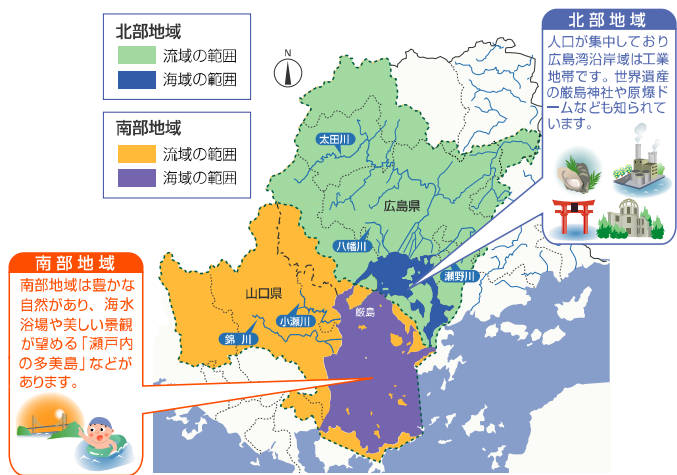 北部地域
流域の範囲
海域の範囲
南部地域
流域の範囲
海域の範囲
N
北部地域
人口が集中しており
広島湾沿岸域は工業
地帯です。世界遺産
の厳島神社や原爆ド
ームなども知られて
います。
太田川
広島県
八幡川
瀬野川
山口県
厳島
小瀬川
錦川
南部地域
南部地域は豊かな
自然があり、海水
浴場や美しい景観
が望める「瀬戸内
の多美島」などが
あります。